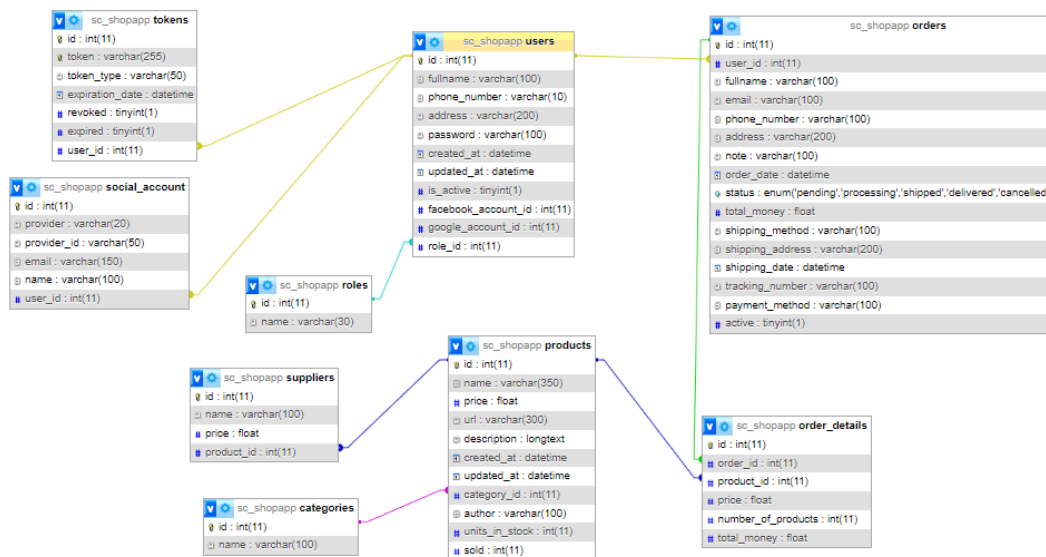 sc_shopapp tokens
id : int(11)
token : varchar(255)
token_type : varchar(50)
expiration_date : datetime
revoked : tinyint(1)
expired : tinyint(1)
user_id : int(11)
sc_shopapp social_account
id : int(11)
provider : varchar(20)
provider_id : varchar(50)
email : varchar(150)
name : varchar(100)
user_id : int(11)
sc_shopapp users
id : int(11)
fullname : varchar(100)
phone_number : varchar(10)
address : varchar(200)
password : varchar(100)
created_at : datetime
updated_at : datetime
is_active : tinyint(1)
facebook_account_id : int(11)
google_account_id : int(11)
role_id : int(11)
sc_shopapp orders
id : int(11)
user_id : int(11)
fullname : varchar(100)
email : varchar(100)
phone_number : varchar(100)
address : varchar(200)
note : varchar(100)
order_date : datetime
status : enum('pending','processing','shipped','delivered','cancelled
total_money : float
shipping_method : varchar(100)
shipping_address : varchar(200)
shipping_date : datetime
tracking_number : varchar(100)
payment_method : varchar(100)
active : tinyint(1)
sc_shopapp roles
id : int(11)
name : varchar(30)
sc_shopapp suppliers
id : int(11)
name : varchar(100)
price : float
product_id : int(11)
sc_shopapp categories
id : int(11)
name : varchar(100)
sc_shopapp products
id : int(11)
name : varchar(350)
price : float
url : varchar(300)
description : longtext
created_at : datetime
updated_at : datetime
category_id : int(11)
author : varchar(100)
units_in_stock : int(11)
sold : int(11)
sc_shopapp order_details
id : int(11)
order_id : int(11)
product_id : int(11)
price : float
number_of_products : int(11)
total_money : float